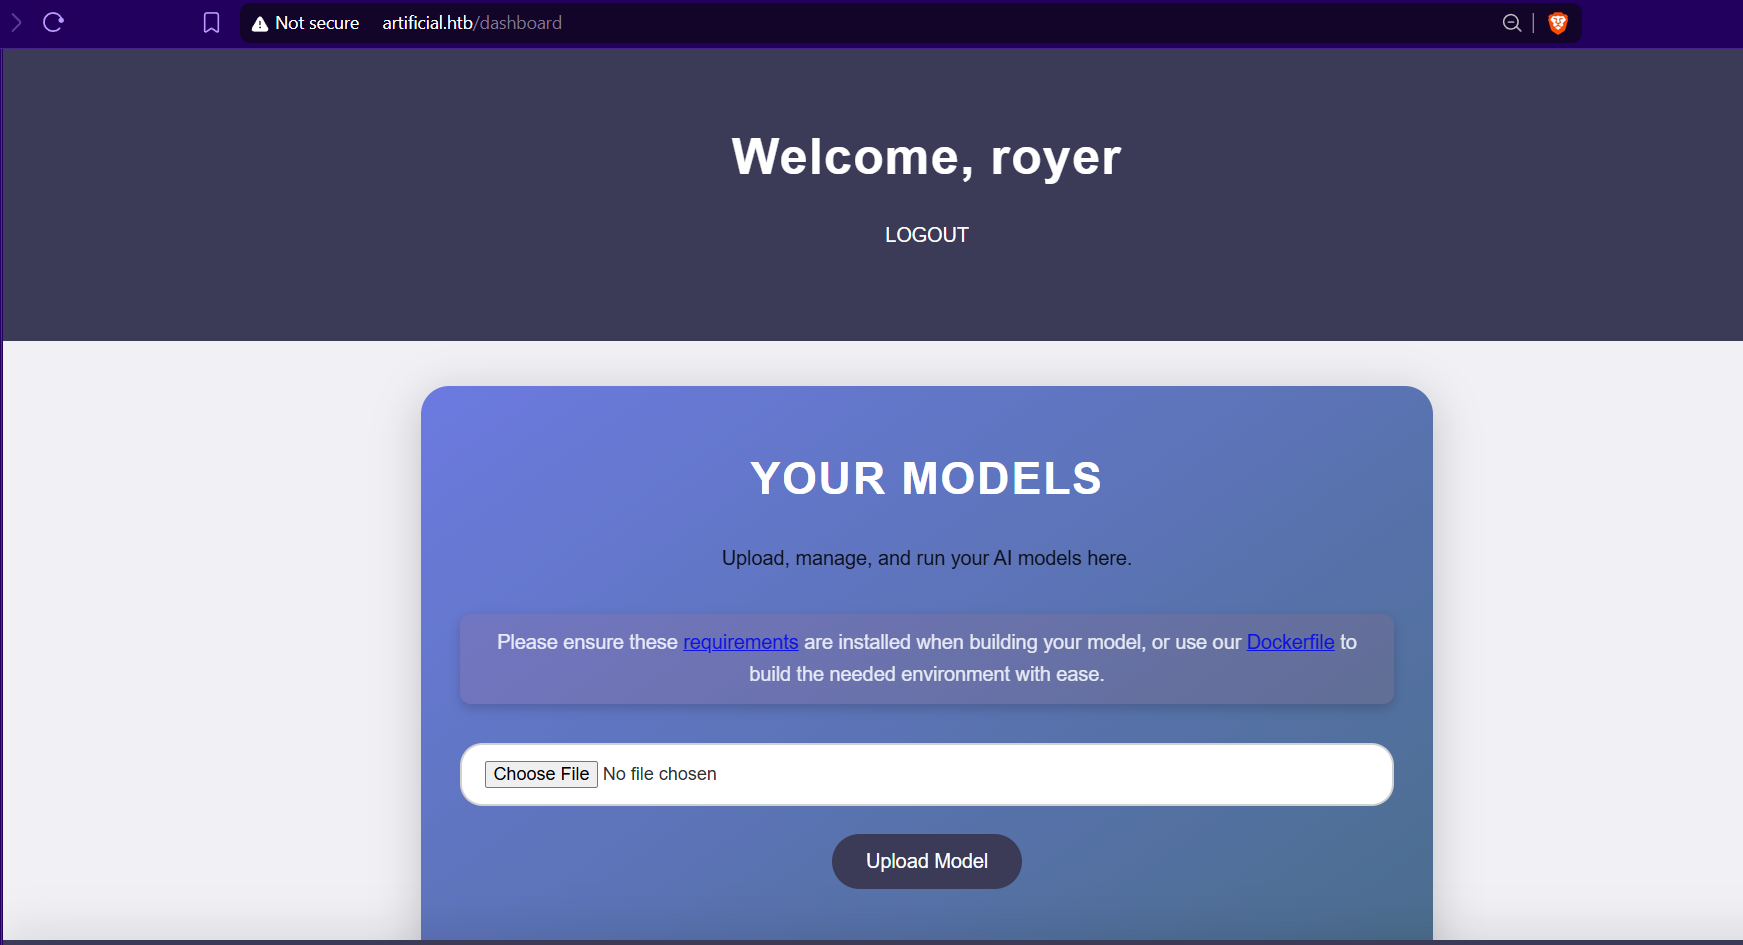 Not secure artificial.htb/dashboard
Welcome, royer
LOGOUT
YOUR MODELS
Upload, manage, and run your AI models here.
Please ensure these requirements are installed when building your model, or use our Dockerfile to
build the needed environment with ease.
Choose File No file chosen
Upload Model